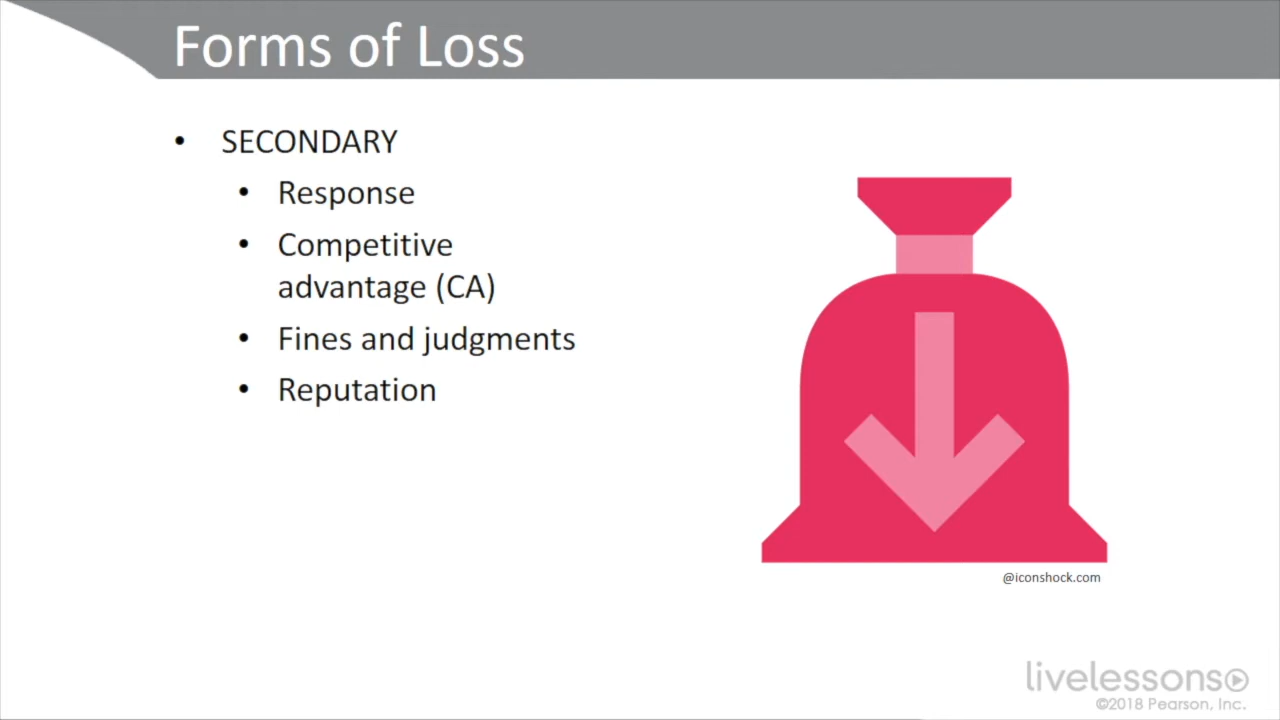 Forms of Loss
• SECONDARY
• Response
• Competitive
advantage (CA)
• Fines and judgments
• Reputation
@iconshock.com
livelessons
©2018 Pearson, Inc.